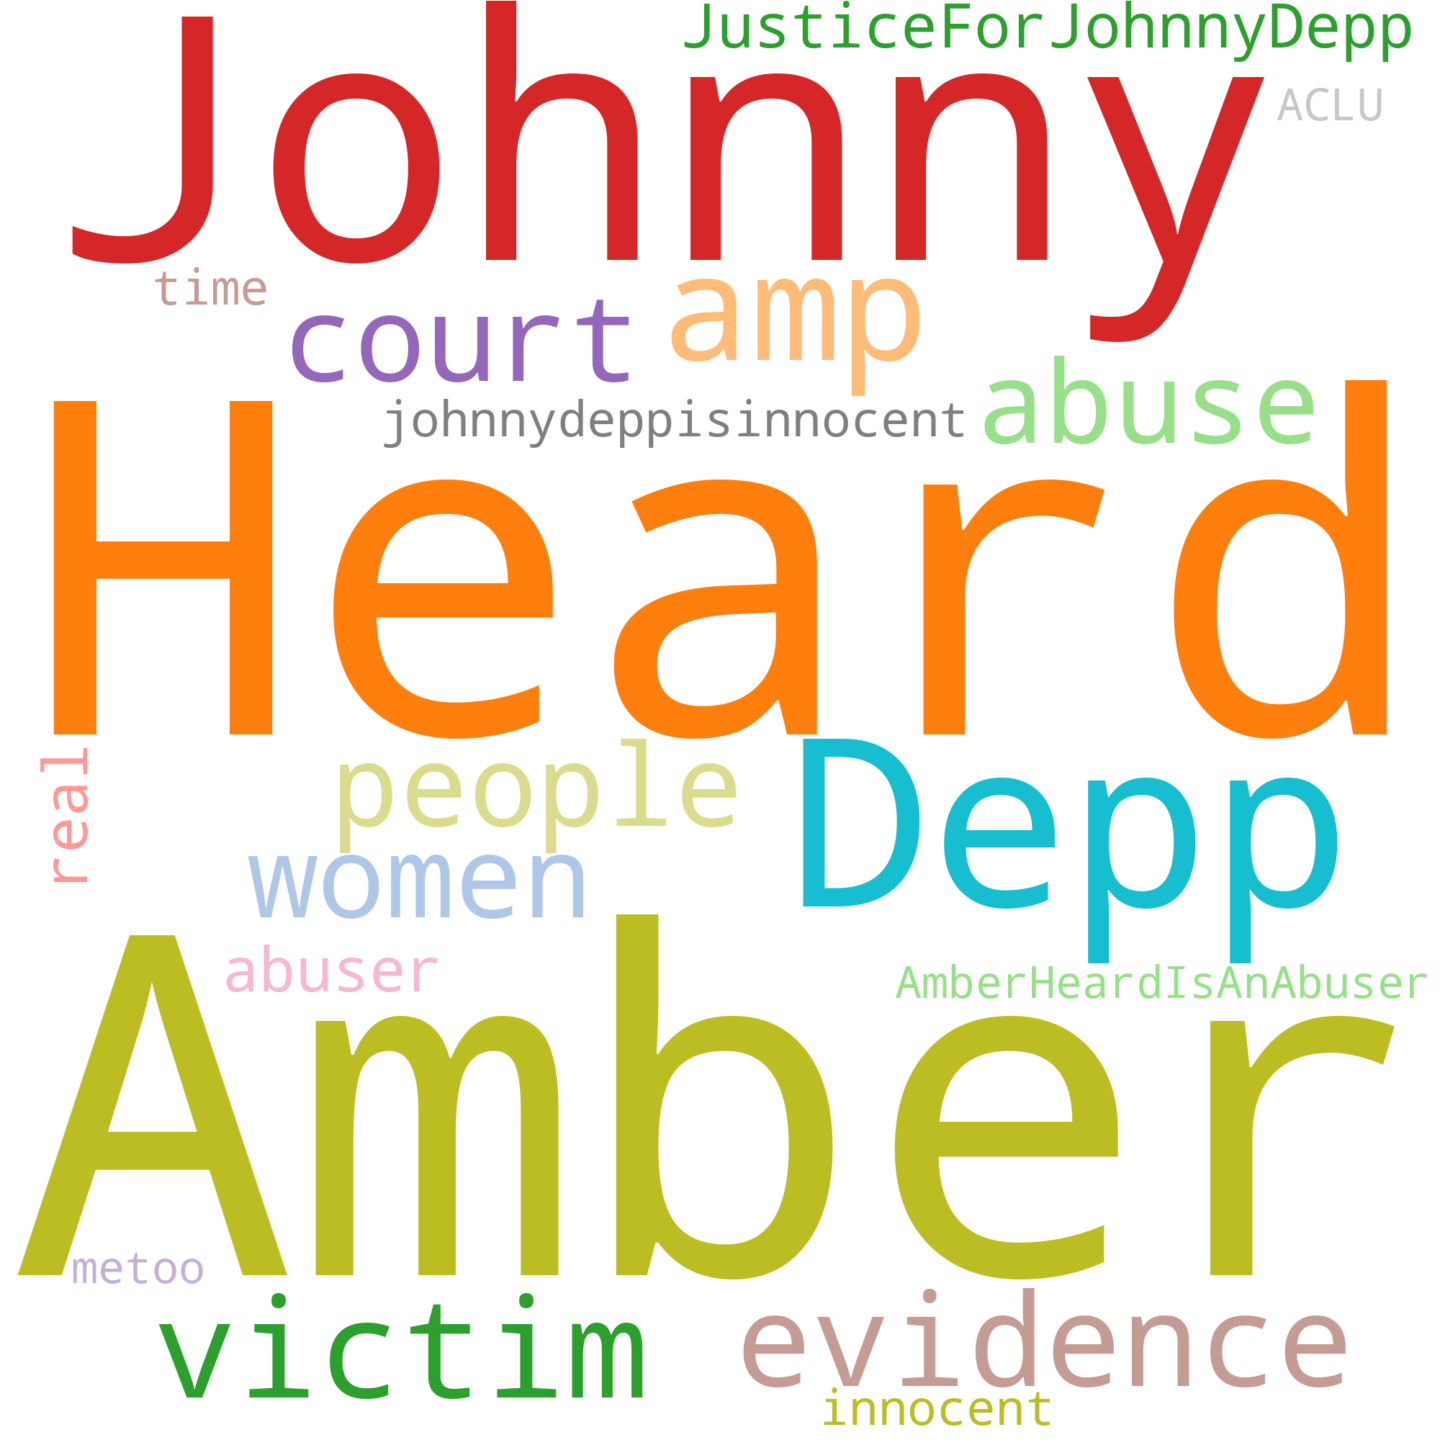 JusticeForJohnnyDepp
Johnny
ACLU
time
court
amp
abuse
johnnydeppisinnocent
Heard
real
people
Depp
women
abuser
AmberHeardIsAnAbuser
Amber
metoo
victim
evidence
innocent